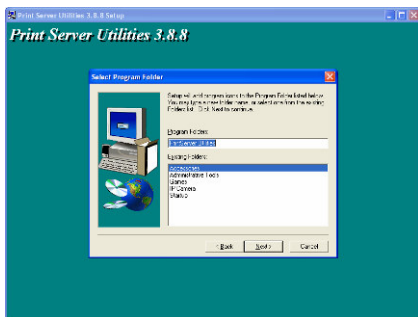 Print Server Utilities 3.8.8 Setup
Print Server Utilities 3.8.8
Select Program Folder
Setup will add program icons to the Program Folder listed below.
You may type a new folder name, or select one from the existing
Folders list. Click Next to continue.
Program Folders:
PrintServer Utilities
Existing Folders:
Accessories
Administrative Tools
Games
IP Camera
Startup
< Back
Next >
Cancel